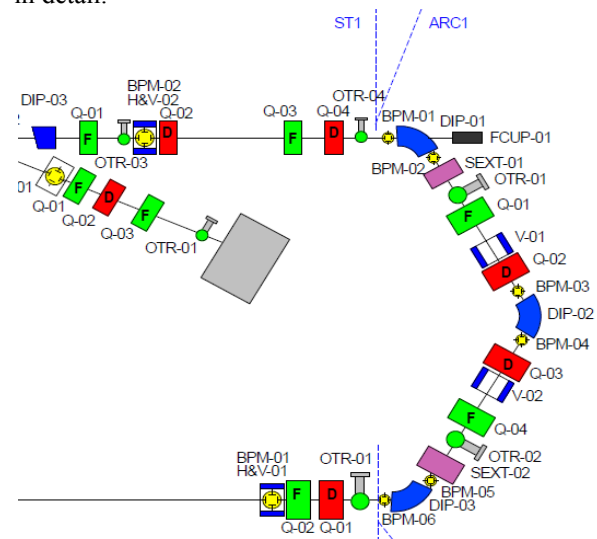 in detail.
ST1
ARC1
DIP-03
Q-01
BPM-02
H&V-02
Q-02
Q-03
Q-04
OTR-04
BPM-01
DIP-01
FCUP-01
F
D
F
D
OTR-03
BPM-02
SEXT-01
OTR-01
01
Q-01
Q-02
Q-03
F
D
F
OTR-01
Q-01
F
V-01
Q-02
D
BPM-03
DIP-02
BPM-04
D
Q-03
V-02
F
Q-04
OTR-02
SEXT-02
BPM-05
DIP-03
BPM-06
BPM-01
H&V-01
OTR-01
F
D
Q-02
Q-01